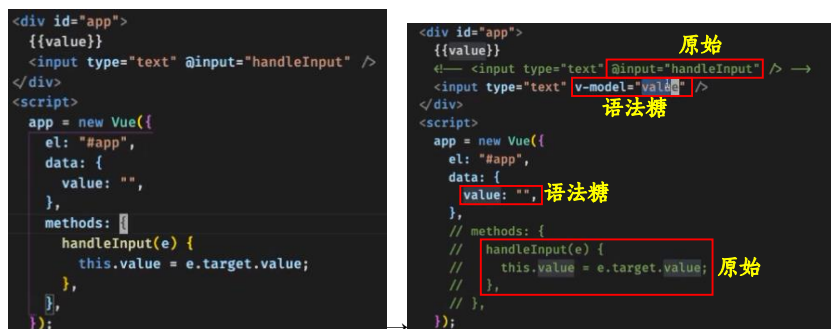 <div id="app">
{{value}}
<input type="text" @input="handleInput" />
</div>
<script>
app = new Vue({
el: "#app",
data: {
value: "",
},
methods: {
handleInput(e) {
this.value = e.target.value;
},
},
});
<div id="app">
{{value}}
原始
<!-- <input type="text" @input="handleInput" /> -->
<input type="text" v-model="value" />
语法糖
</div>
<script>
app = new Vue({
el: "#app",
data: {
value: "", 语法糖
},
// methods: {
// handleInput(e) {
// this.value = e.target.value; 原始
// },
// },
});